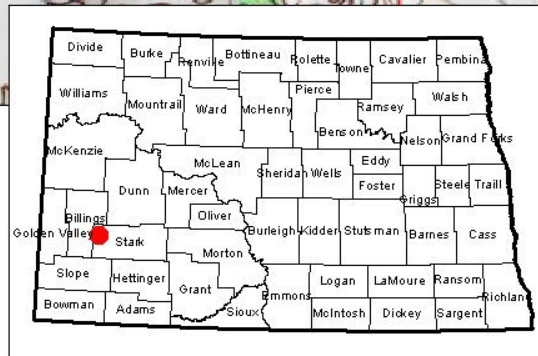 Divide Burke Renville Bottineau Rolette Towne Cavalier Pembina
Williams Mountrail Ward McHenry Pierce Ramsey Walsh
Benson Nelson Grand Forks
McKenzie McLean Sheridan Wells Eddy
Dunn Mercer Foster Griggs Steele Traill
Oliver
Billings Golden Valley Stark Morton Burleigh Kidder Stutsman Barnes Cass
Slope Hettinger Grant Emmons Logan LaMoure Ransom Richland
Bowman Adams Sioux McIntosh Dickey Sargent